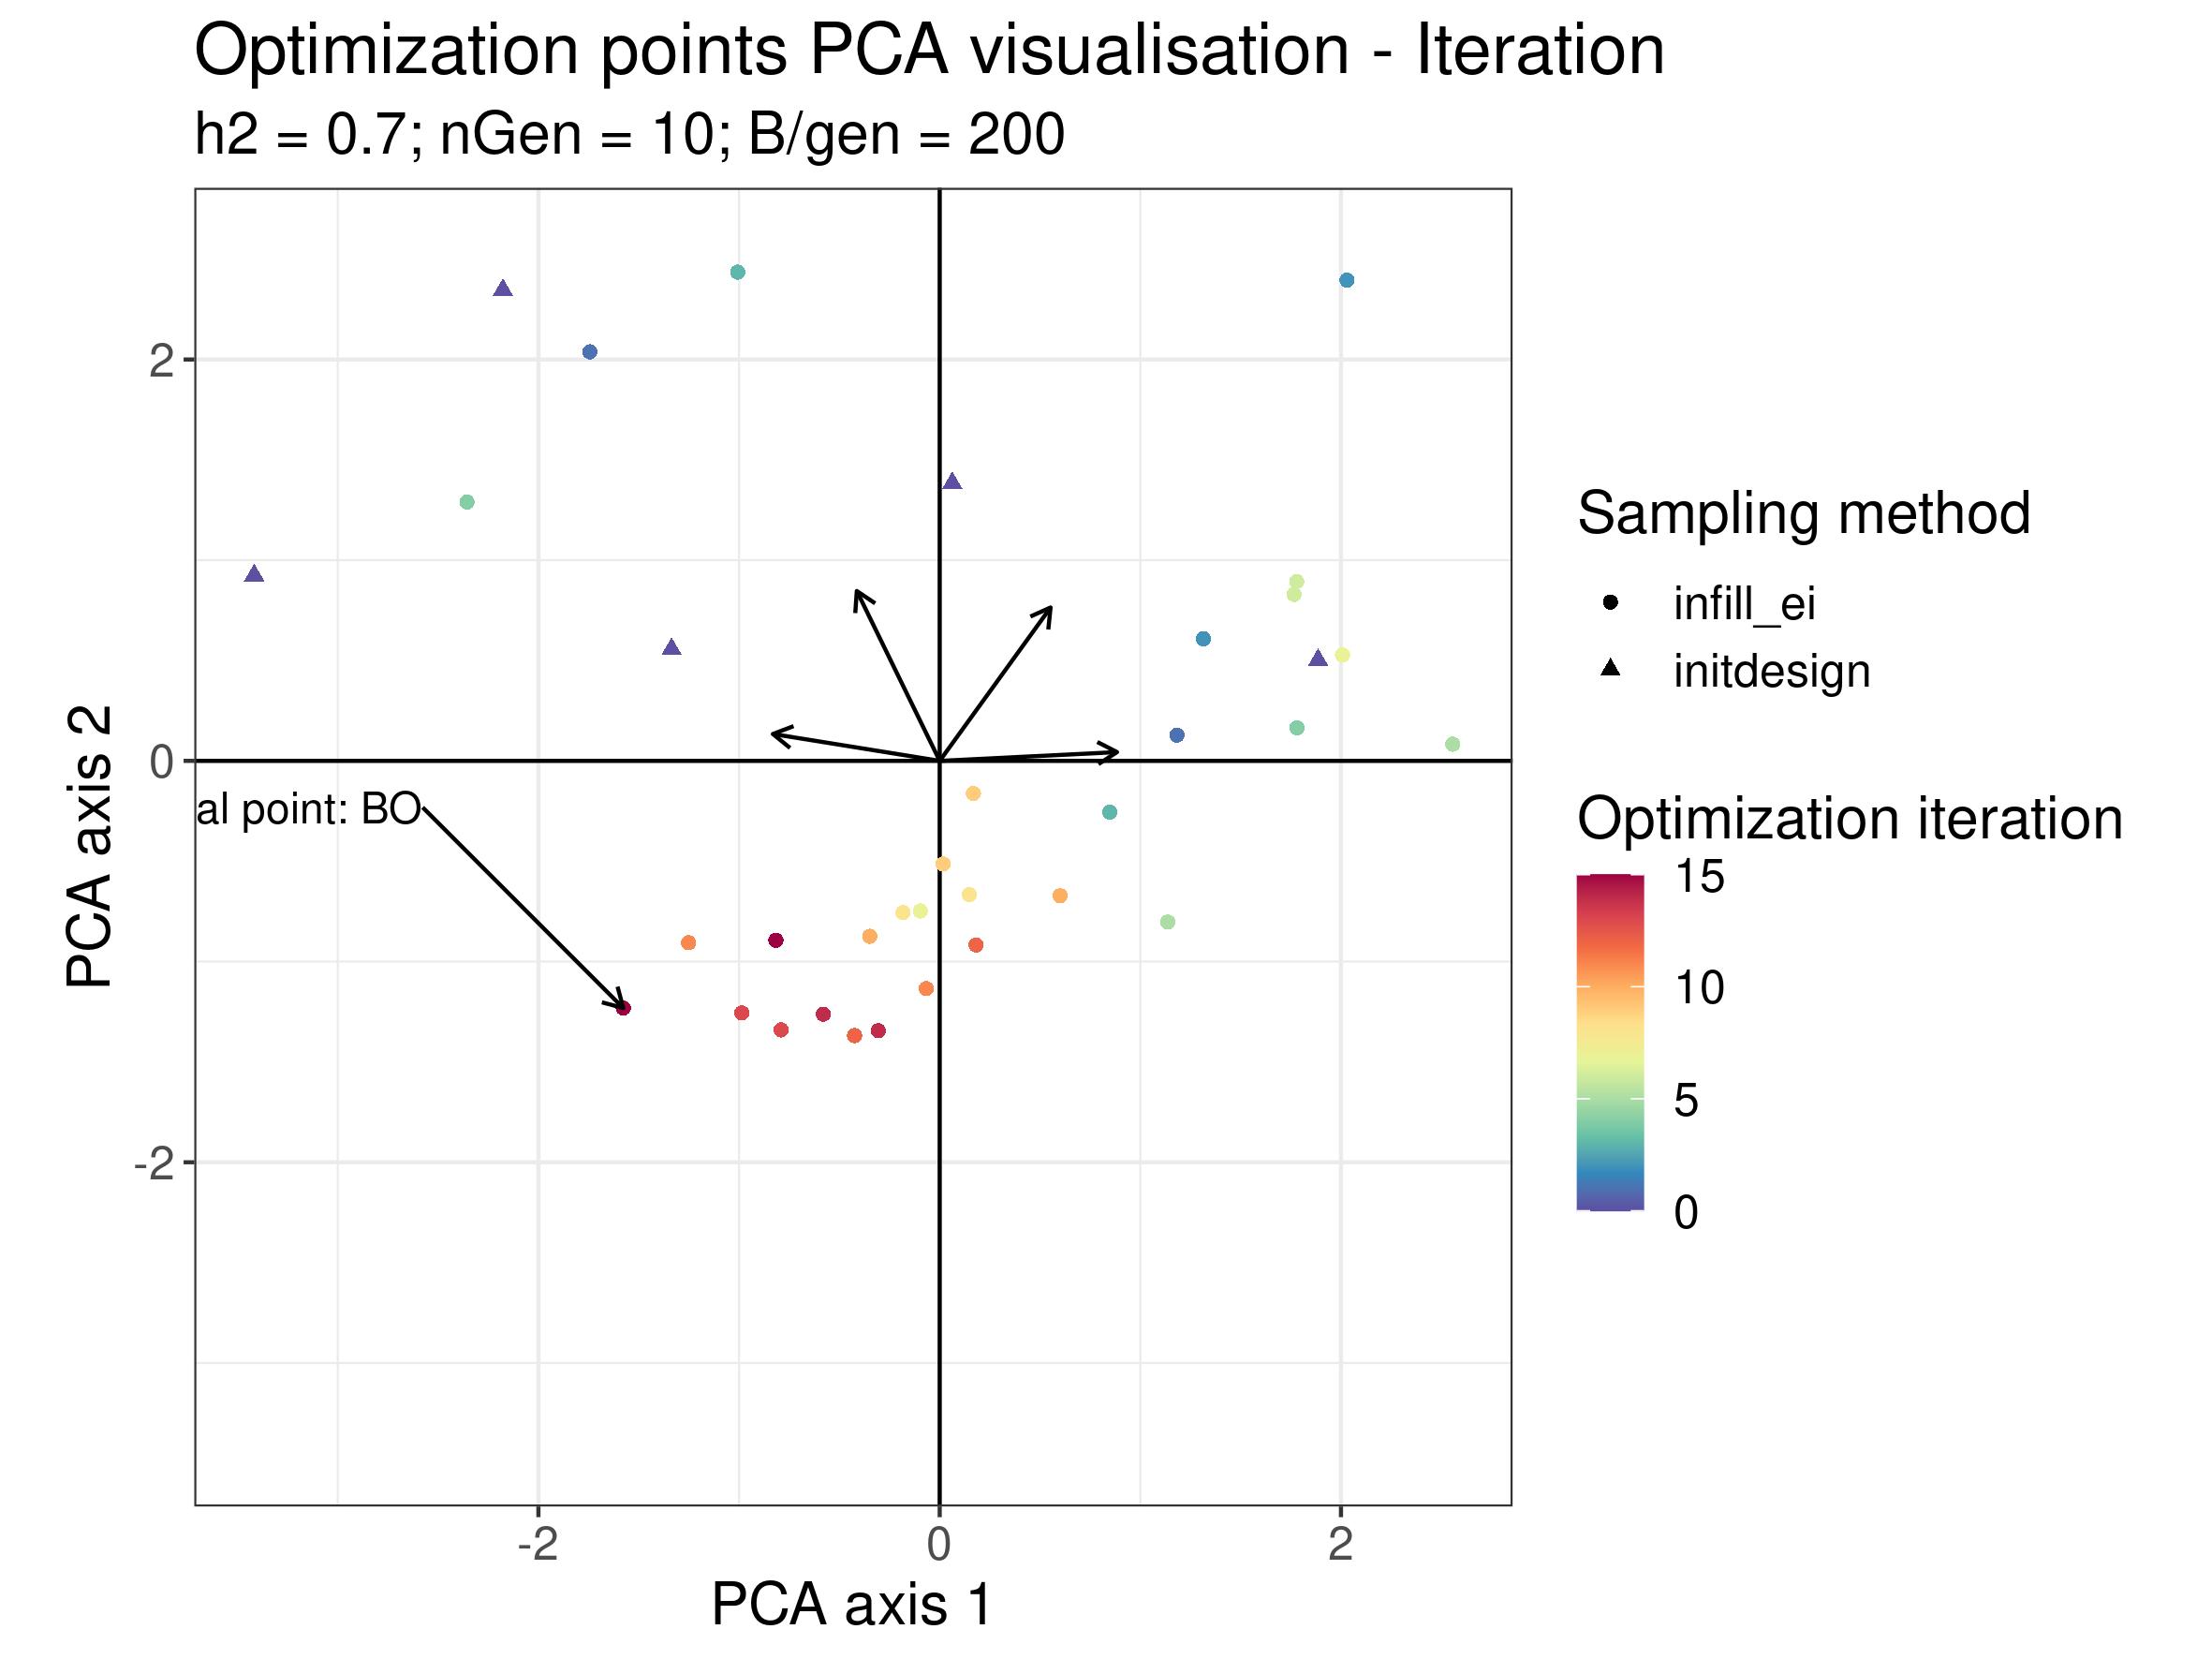 Optimization points PCA visualisation - Iteration
h2 = 0.7; nGen = 10; B/gen = 200
PCA axis 2
2
0
-2
al point: BO
-2
0
2
PCA axis 1
Sampling method
infill_ei
initdesign
Optimization iteration
15
10
5
0